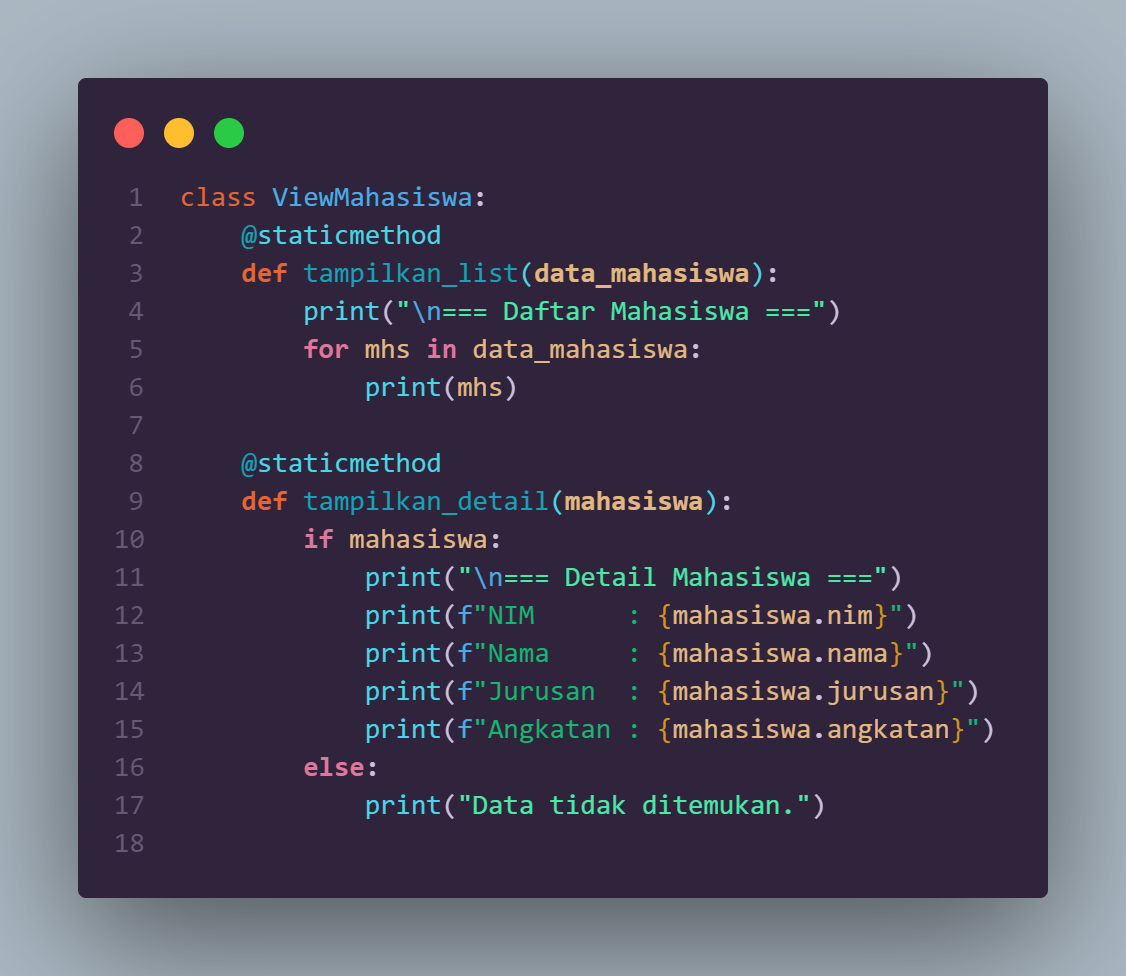 1 class ViewMahasiswa:
2     @staticmethod
3     def tampilkan_list(data_mahasiswa):
4         print("\n=== Daftar Mahasiswa ===")
5         for mhs in data_mahasiswa:
6             print(mhs)
7
8     @staticmethod
9     def tampilkan_detail(mahasiswa):
10         if mahasiswa:
11             print("\n=== Detail Mahasiswa ===")
12             print(f"NIM      : {mahasiswa.nim}")
13             print(f"Nama     : {mahasiswa.nama}")
14             print(f"Jurusan  : {mahasiswa.jurusan}")
15             print(f"Angkatan : {mahasiswa.angkatan}")
16         else:
17             print("Data tidak ditemukan.")
18